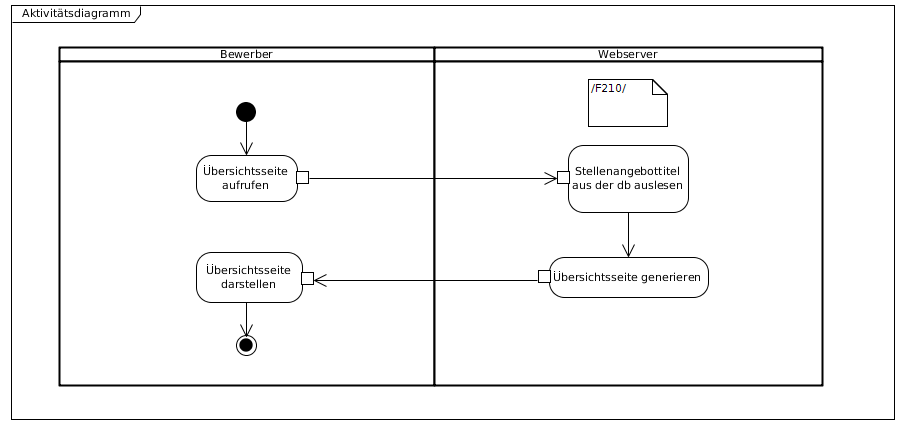 Aktivitätsdiagramm
Bewerber
Webserver
/F210/
Übersichtsseite
aufrufen
Stellenangebottitel
aus der db auslesen
Übersichtsseite
darstellen
Übersichtsseite generieren